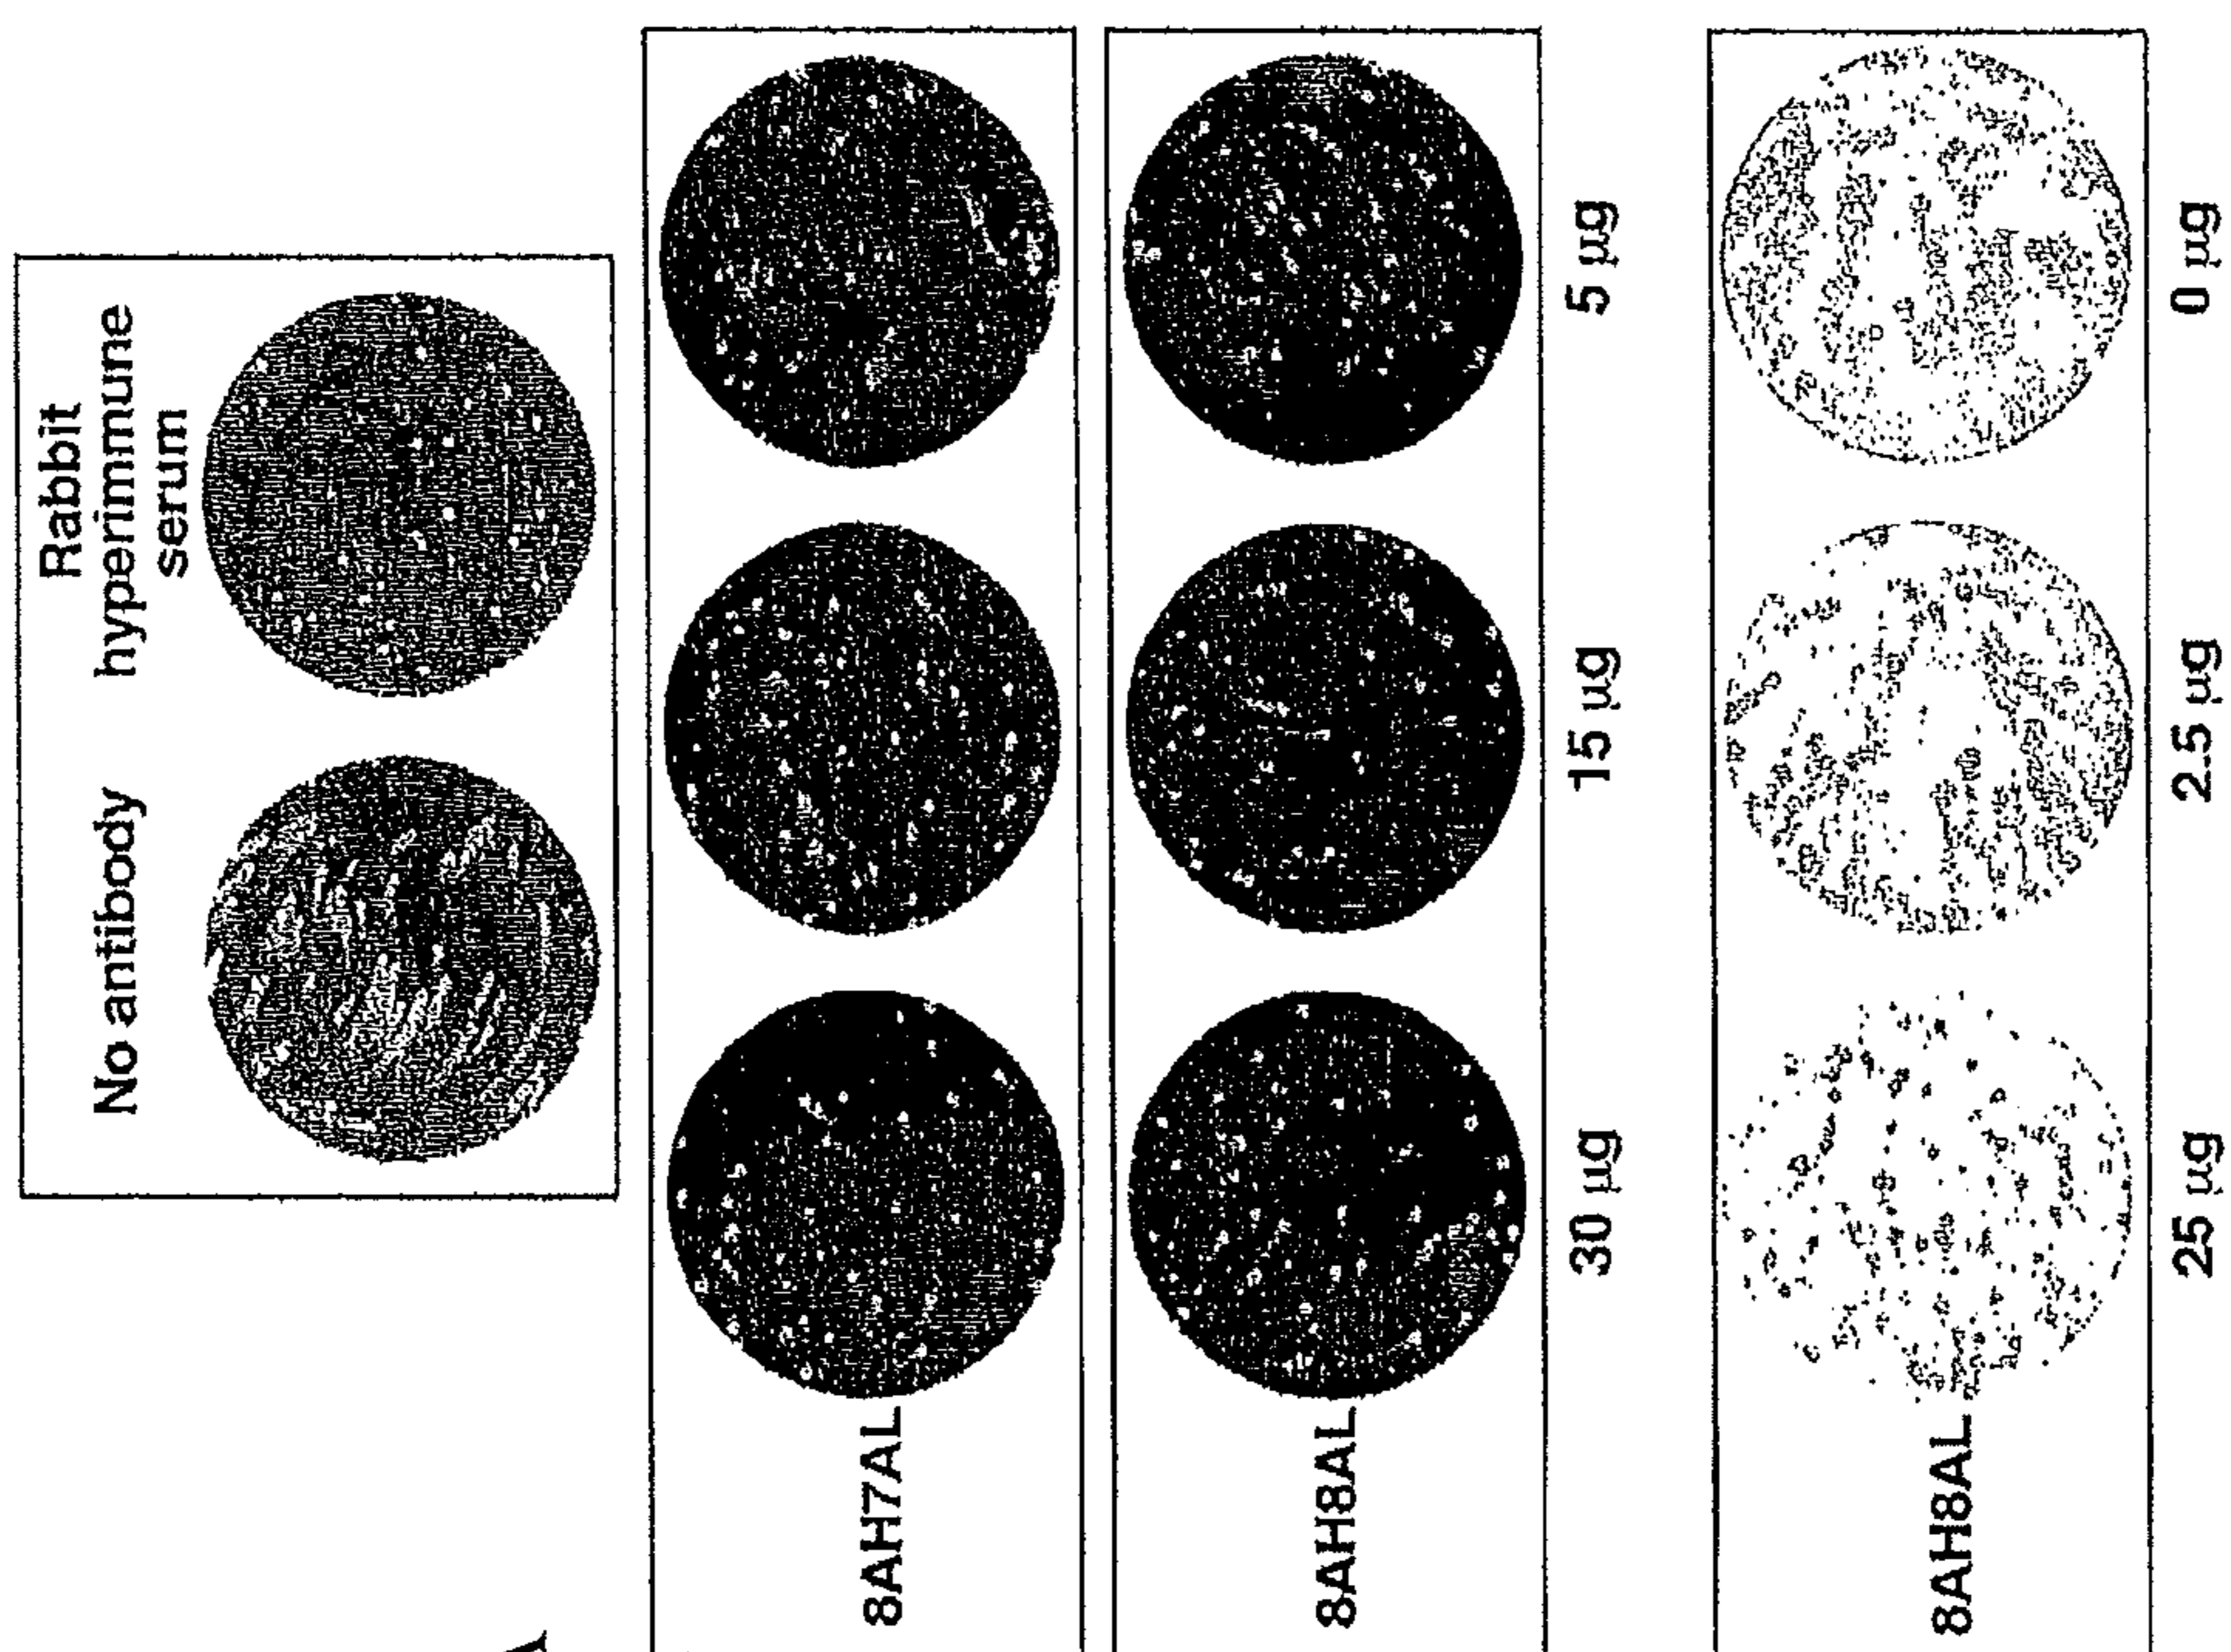 No antibody
Rabbit
hyperimmune
serum
8AH7AL
8AH8AL
30 µg
15 µg
5 µg
8AH8AL
25 µg
2.5 µg
0 µg